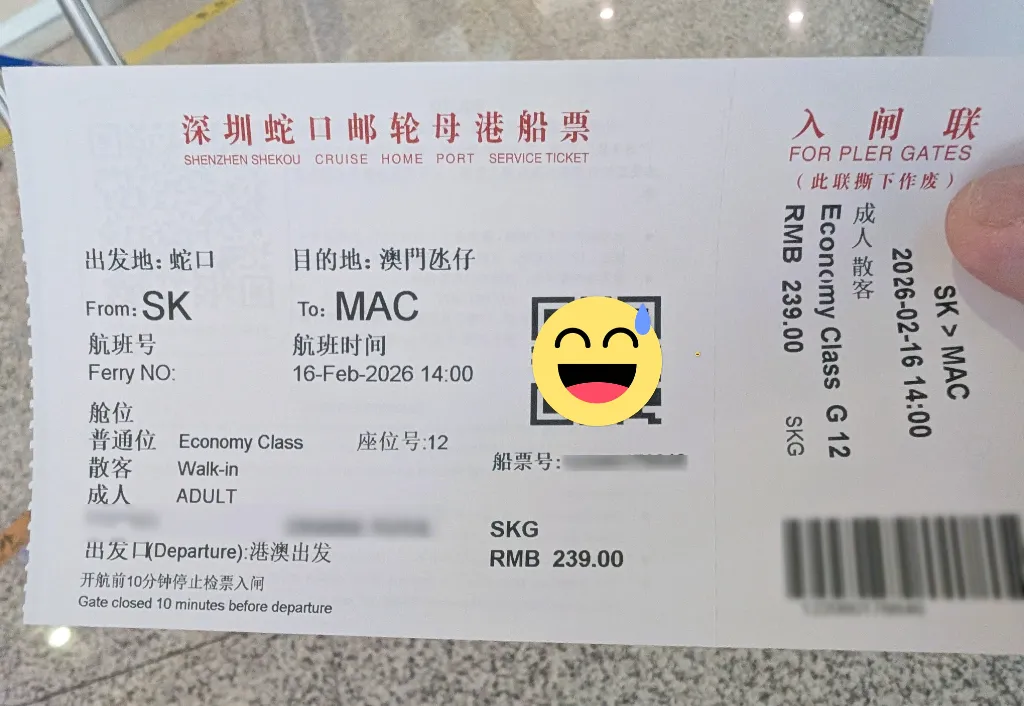 深圳蛇口邮轮母港船票
SHENZHEN SHEKOU CRUISE HOME PORT SERVICE TICKET
出发地: 蛇口 目的地: 澳門氹仔
From: SK To: MAC
航班号 航班时间
Ferry NO: 16-Feb-2026 14:00
舱位
普通位 Economy Class 座位号:12
散客 Walk-in
船票号:
成人 ADULT
SKG
出发口(Departure):港澳出发
RMB 239.00
开航前10分钟停止检票入闸
Gate closed 10 minutes before departure
入闸联
FOR PLER GATES
(此联撕下作废)
SK > MAC
2026-02-16 14:00
成人 散客
Economy Class G 12
RMB 239.00 SKG